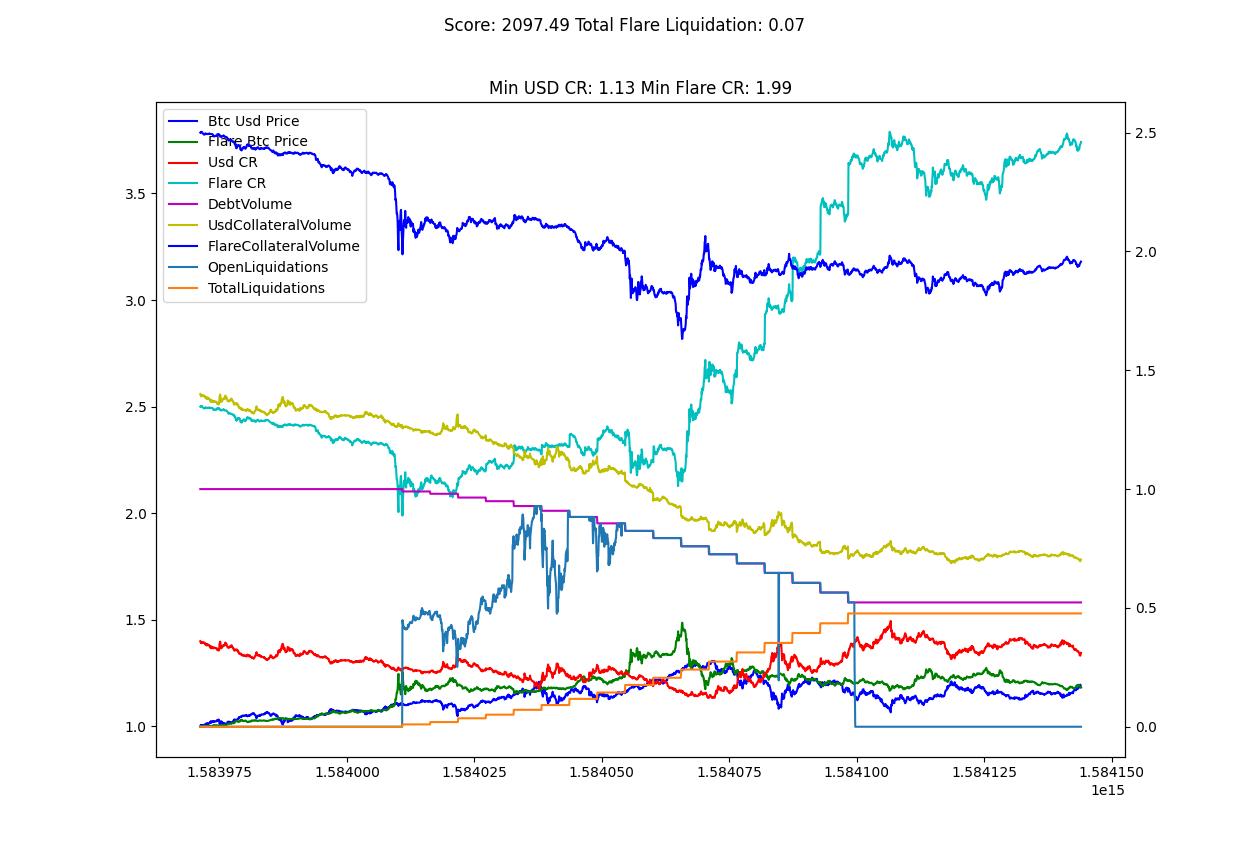 Score: 2097.49 Total Flare Liquidation: 0.07
Min USD CR: 1.13 Min Flare CR: 1.99
Btc Usd Price
Flare Btc Price
Usd CR
Flare CR
DebtVolume
UsdCollateralVolume
FlareCollateralVolume
OpenLiquidations
TotalLiquidations
3.5
3.0
2.5
2.0
1.5
1.0
2.5
2.0
1.5
1.0
0.5
0.0
1.583975 1.584000 1.584025 1.584050 1.584075 1.584100 1.584125 1.584150
1e15